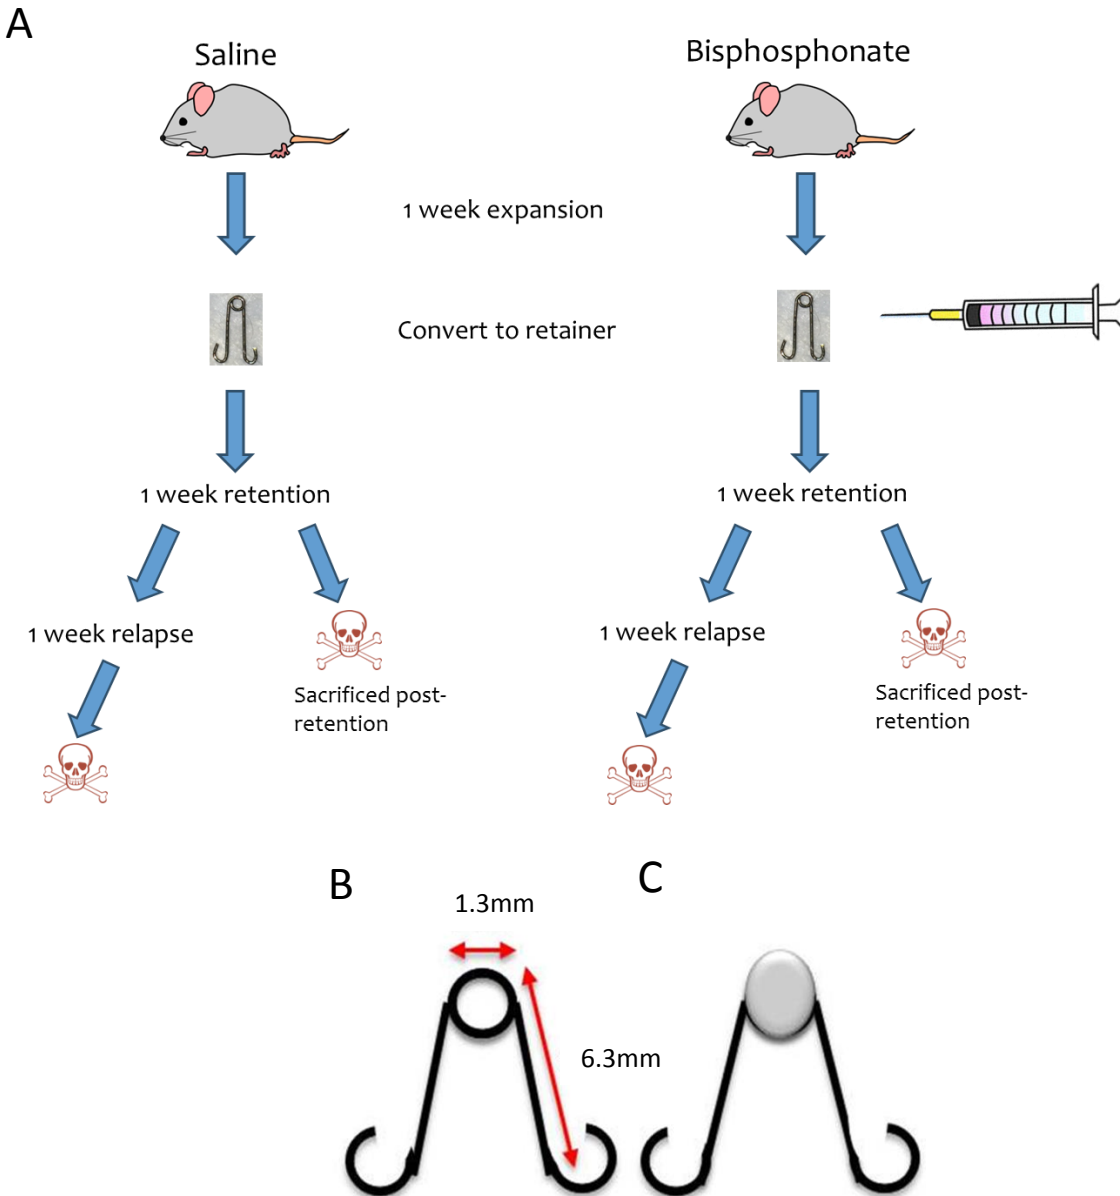 A
Saline
Bisphosphonate
1 week expansion
Convert to retainer
1 week retention
1 week retention
1 week relapse
Sacrificed post-
retention
1 week relapse
Sacrificed post-
retention
B
C
1.3mm
6.3mm